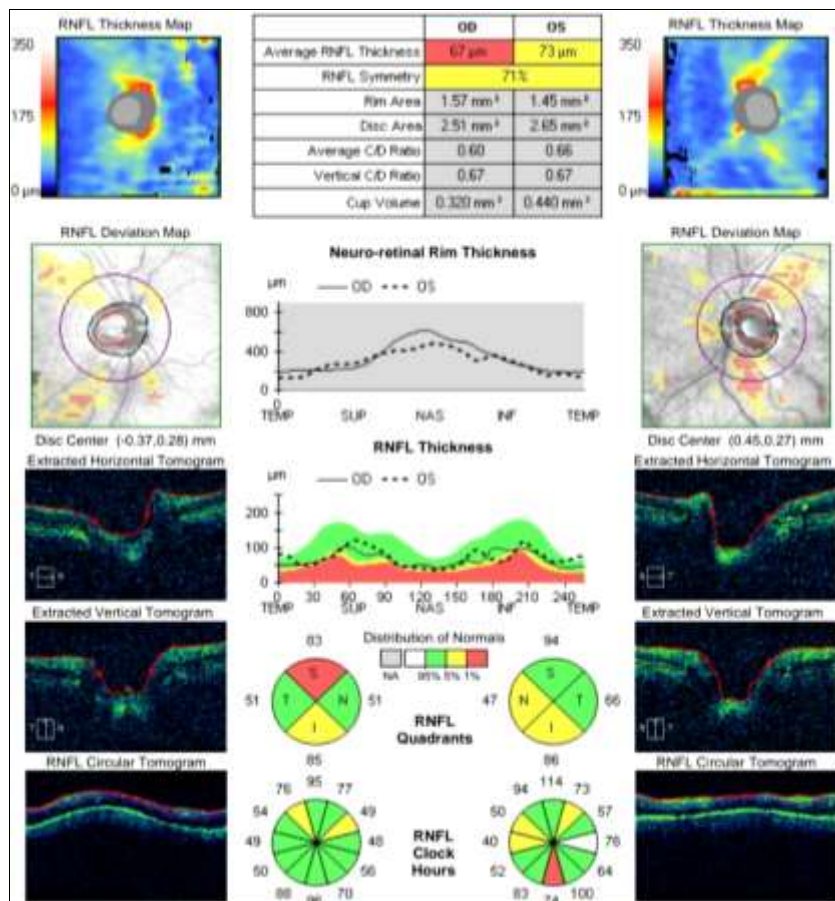 RNFL Thickness Map
350
175
0 µm
OD OS
Average RNFL Thickness 67 µm 73 µm
RNFL Symmetry 71%
Rim Area 1.57 mm² 1.45 mm²
Disc Area 2.51 mm² 2.65 mm²
Average C/D Ratio 0.60 0.66
Vertical C/D Ratio 0.67 0.67
Cup Volume 0.320 mm³ 0.440 mm³
RNFL Thickness Map
350
175
0 µm
RNFL Deviation Map
Disc Center (-0.37,0.28) mm
Neuro-retinal Rim Thickness
µm OD OS
800
400
0
0
TEMP SUP NAS INF TEMP
RNFL Deviation Map
Disc Center (0.45,0.27) mm
Extracted Horizontal Tomogram
RNFL Thickness
µm OD OS
200
100
0
0 30 60 90 120 150 180 210 240
TEMP SUP NAS INF TEMP
Extracted Horizontal Tomogram
Extracted Vertical Tomogram
Distribution of Normals
NA 95% 5% 1%
Extracted Vertical Tomogram
83
51 S T N I 51
85
RNFL
Quadrants
94
47 S N T I 66
86
RNFL Circular Tomogram
RNFL
Clock
Hours
95
76 77
54 49
49 48
50 56
88 70
96
114
94 73
50 57
40 76
52 64
83 100
74
RNFL Circular Tomogram